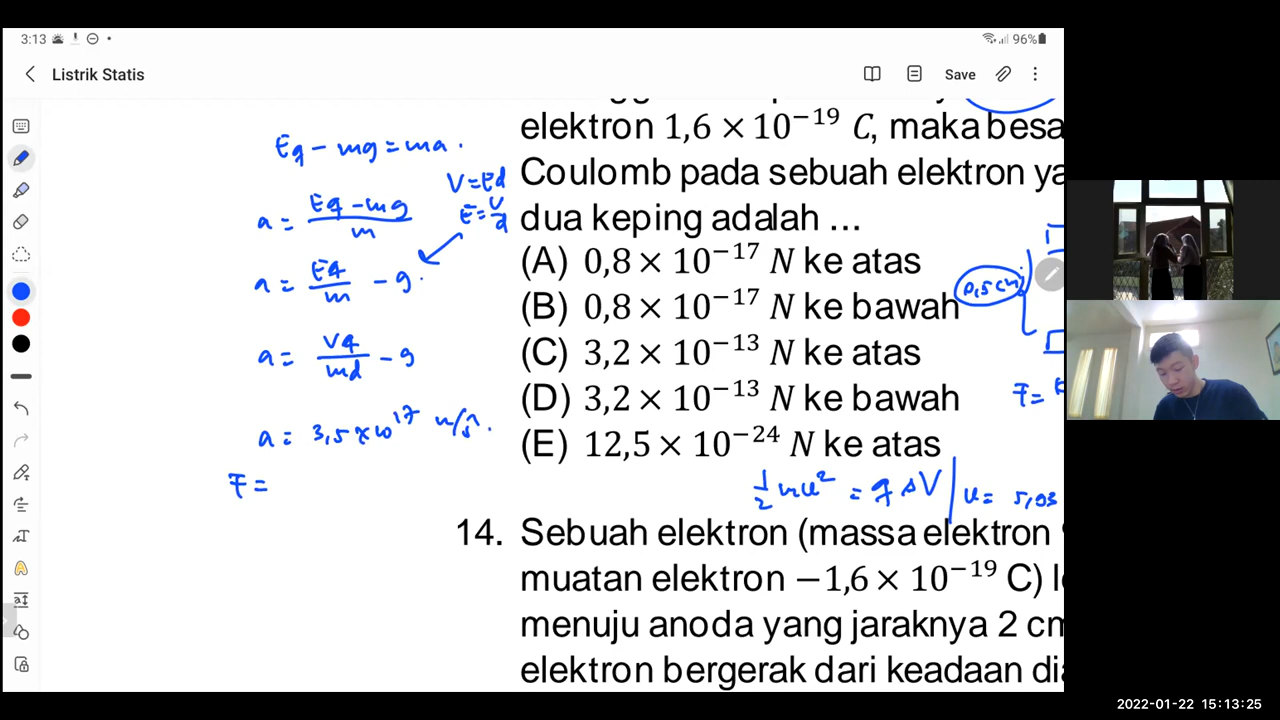 3:13 96%
Listrik Statis Save
elektron 1,6 × 10⁻¹⁹ C, maka besa
Coulomb pada sebuah elektron ya
dua keping adalah ...
(A) 0,8 × 10⁻¹⁷ N ke atas
(B) 0,8 × 10⁻¹⁷ N ke bawah
(C) 3,2 × 10⁻¹³ N ke atas
(D) 3,2 × 10⁻¹³ N ke bawah
(E) 12,5 × 10⁻²⁴ N ke atas
Eq - mg = ma.
V = Ed
E = V/d
a = (Eq - mg)/m
a = Eq/m - g.
a = Vq/md - g
a = 3,5 × 10¹⁷
F =
0,5 cm
F =
½ mu² = q ΔV | u = 5,93
14. Sebuah elektron (massa elektron
muatan elektron −1,6 × 10⁻¹⁹ C) l
menuju anoda yang jaraknya 2 cm
elektron bergerak dari keadaan dia
2022-01-22 15:13:25